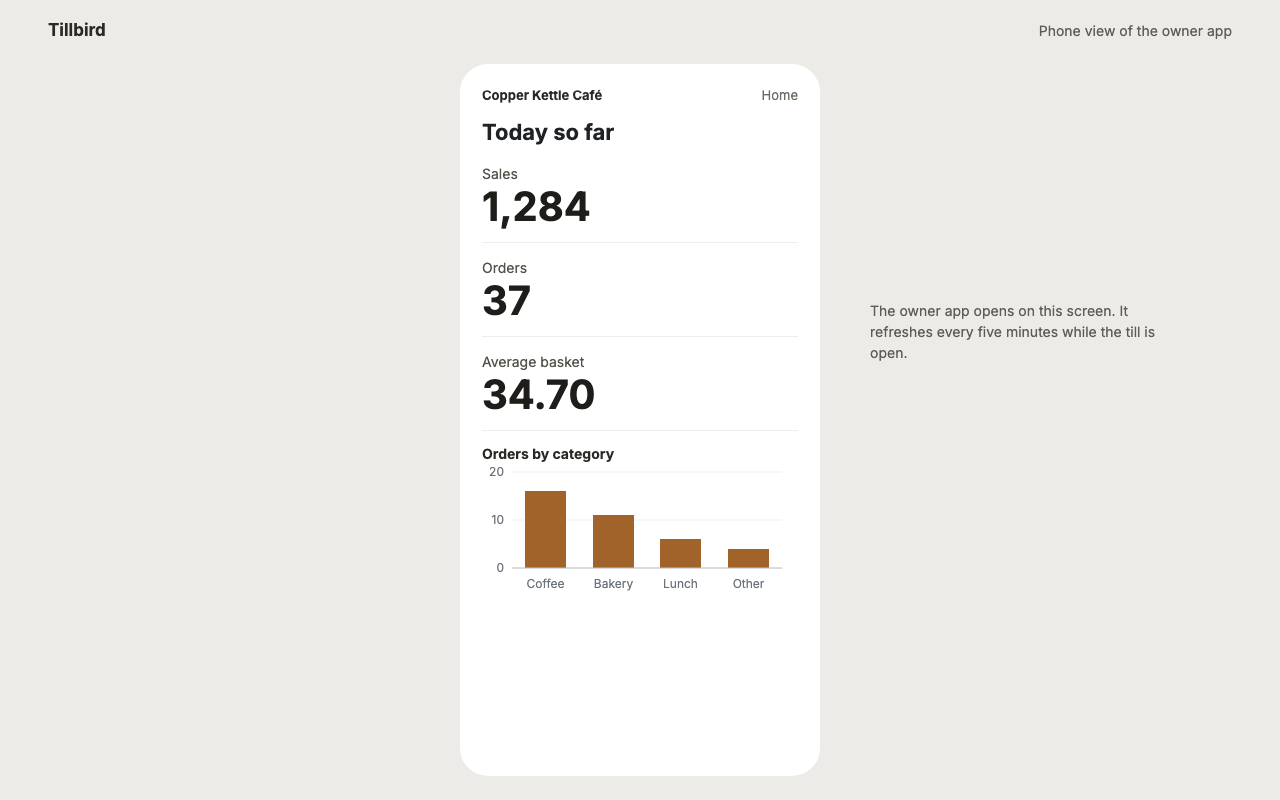 Tillbird
Phone view of the owner app
Copper Kettle Café
Home
Today so far
Sales
1,284
Orders
37
Average basket
34.70
Orders by category
20
10
0
Coffee
Bakery
Lunch
Other
The owner app opens on this screen. It
refreshes every five minutes while the till is
open.